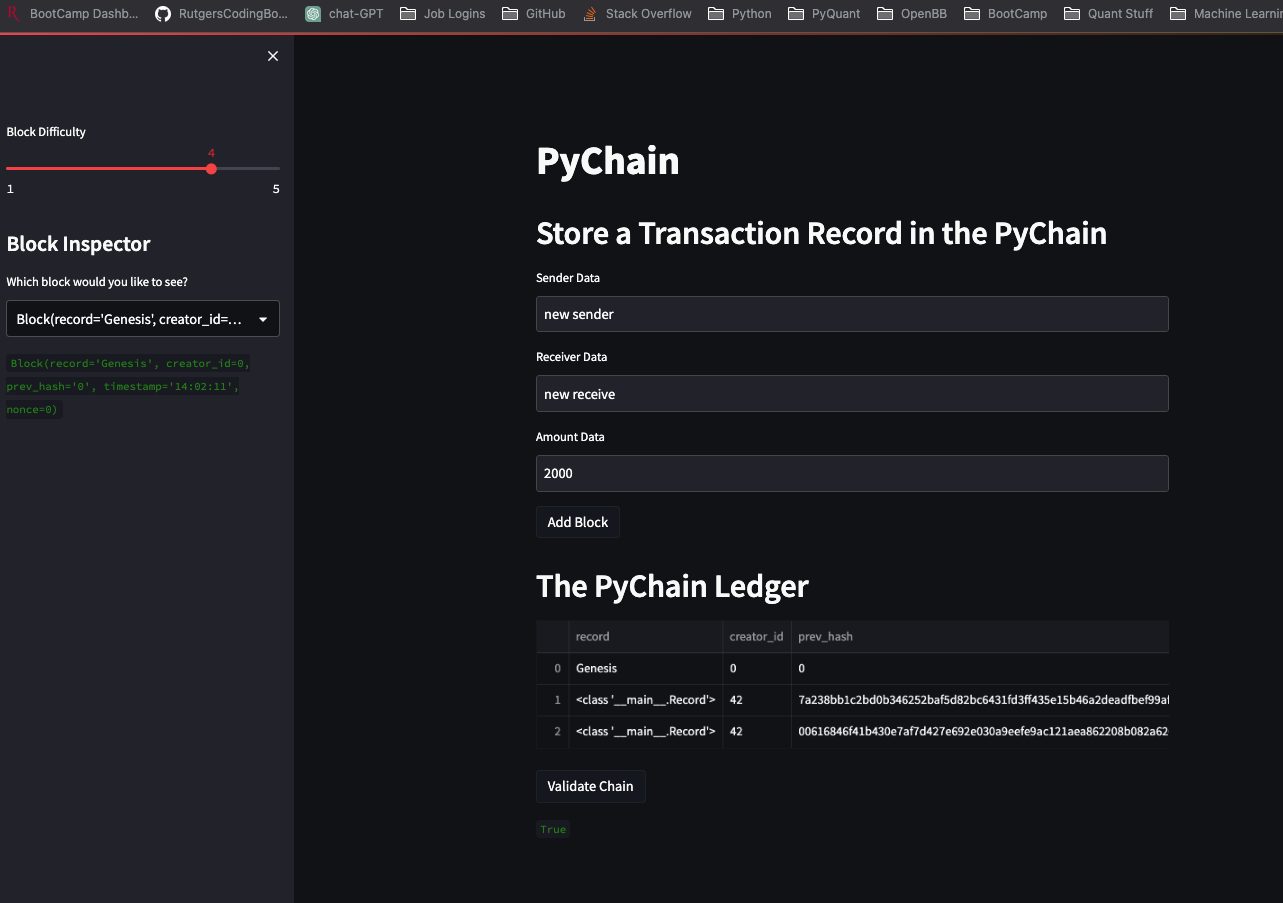 BootCamp Dashb... RutgersCodingBo... chat-GPT Job Logins GitHub Stack Overflow Python PyQuant OpenBB BootCamp Quant Stuff Machine Learnin
Block Difficulty
4
1 5
Block Inspector
Which block would you like to see?
Block(record='Genesis', creator_id=...
Block(record='Genesis', creator_id=0,
prev_hash='0', timestamp='14:02:11',
nonce=0)
PyChain
Store a Transaction Record in the PyChain
Sender Data
new sender
Receiver Data
new receive
Amount Data
2000
Add Block
The PyChain Ledger
record creator_id prev_hash
0 Genesis 0 0
1 <class '__main__.Record'> 42 7a238bb1c2bd0b346252baf5d82bc6431fd3ff435e15b46a2deadfbef99af
2 <class '__main__.Record'> 42 00616846f41b430e7af7d427e692e030a9eefe9ac121aea862208b082a62
Validate Chain
True